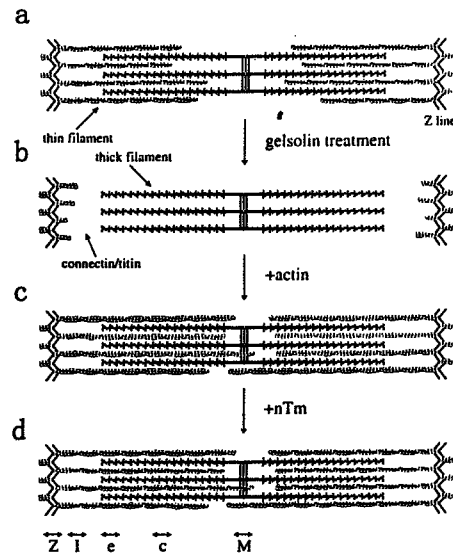 a
thin filament
Z line
gelsolin treatment
b
thick filament
connectin/titin
+actin
c
+nTm
d
Z I e c M